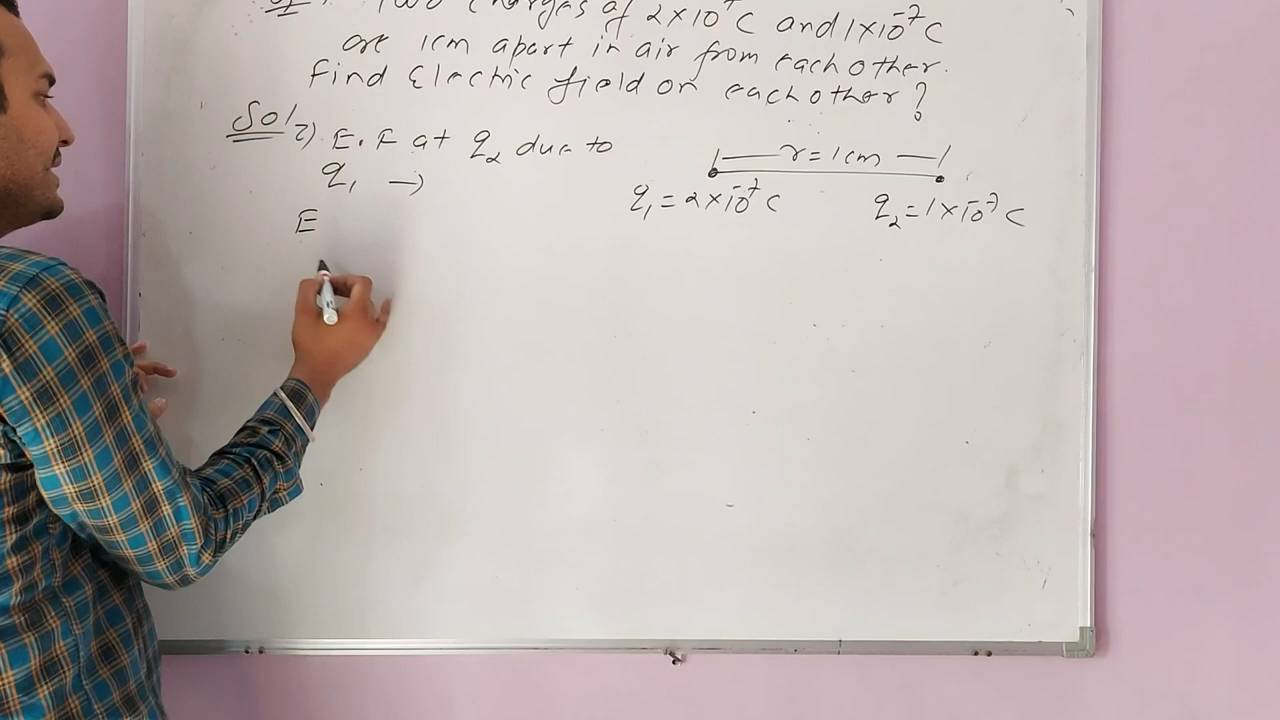 Two charges of 2×10⁻⁷C and 1×10⁻⁷C
are 1cm apart in air from each other.
Find Electric field on each other?
Sol 2) E.F at q₂ due to
q₁ →
E
r = 1cm
q₁ = 2×10⁻⁷C
q₂ = 1×10⁻⁷C